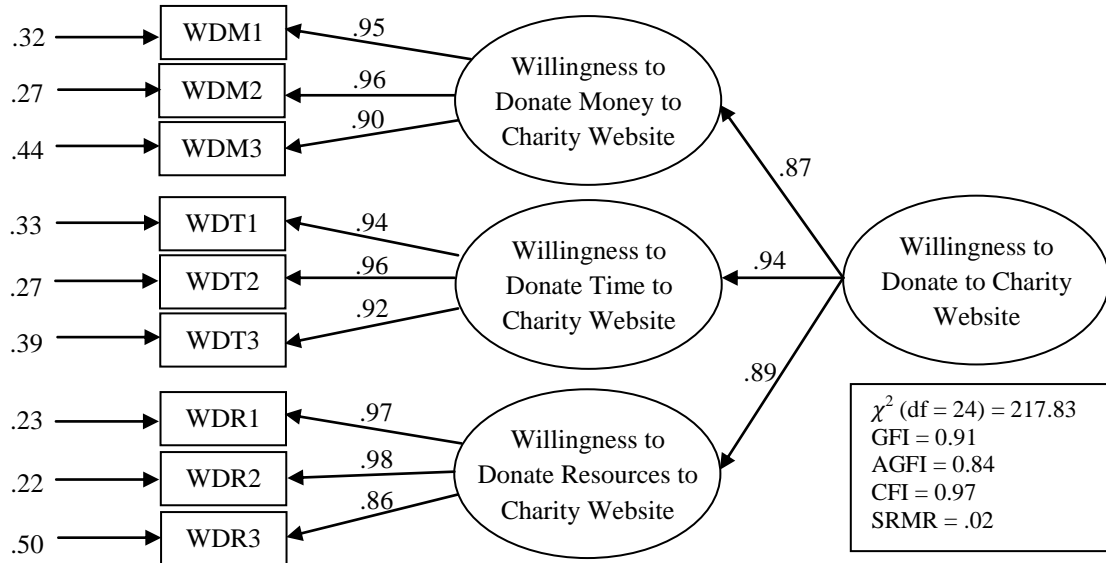 .32
WDM1
.95
.27
WDM2
.96
.44
WDM3
.90
Willingness to
Donate Money to
Charity Website
.87
.33
WDT1
.94
.27
WDT2
.96
.39
WDT3
.92
Willingness to
Donate Time to
Charity Website
.94
.23
WDR1
.97
.22
WDR2
.98
.50
WDR3
.86
Willingness to
Donate Resources to
Charity Website
.89
Willingness to
Donate to Charity
Website
χ² (df = 24) = 217.83
GFI = 0.91
AGFI = 0.84
CFI = 0.97
SRMR = .02